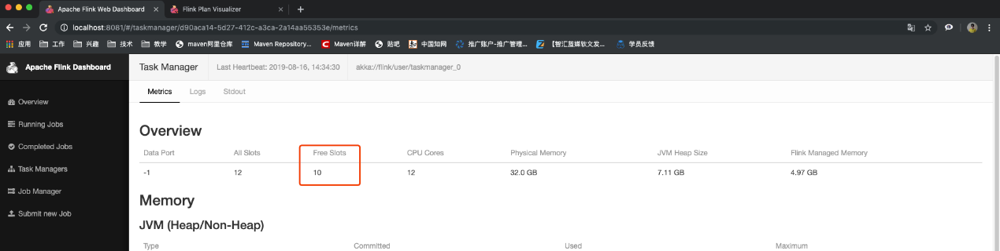 Apache Flink Web Dashboard
Flink Plan Visualizer
localhost:8081/#/taskmanager/d90aca14-5d27-412c-a3ca-2a14aa55353e/metrics
应用 工作 兴趣 技术 教学 maven阿里仓库 Maven Repository... Maven详解 贴吧 中国知网 推广账户-推广管理... 【智汇蓝媒软文发... 学员反馈
Apache Flink Dashboard
Task Manager
Last Heartbeat: 2019-08-16, 14:34:30
akka://flink/user/taskmanager_0
Overview
Running Jobs
Completed Jobs
Task Managers
Job Manager
Submit new Job
Metrics Logs Stdout
Overview
Data Port All Slots Free Slots CPU Cores Physical Memory JVM Heap Size Flink Managed Memory
-1 12 10 12 32.0 GB 7.11 GB 4.97 GB
Memory
JVM (Heap/Non-Heap)
Type Committed Used Maximum